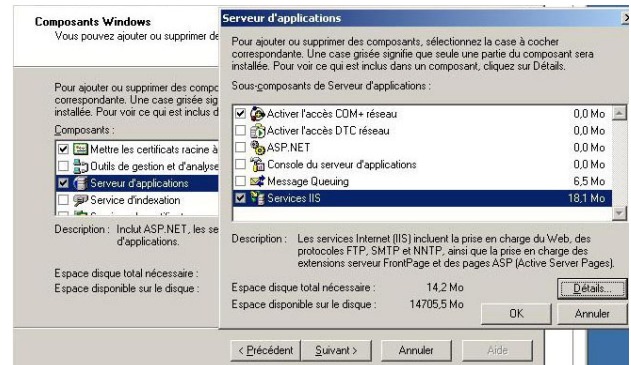 Composants Windows
Vous pouvez ajouter ou supprimer de
Pour ajouter ou supprimer des compo
correspondante. Une case grisée sig
installée. Pour voir ce qui est inclus d
Composants :
Mettre les certificats racine à
Outils de gestion et d'analyse
Serveur d'applications
Service d'indexation
Description : Inclut ASP.NET, les se
d'applications.
Espace disque total nécessaire :
Espace disponible sur le disque :
Serveur d'applications
Pour ajouter ou supprimer des composants, sélectionnez la case à cocher
correspondante. Une case grisée signifie que seule une partie du composant sera
installée. Pour voir ce qui est inclus dans un composant, cliquez sur Détails.
Sous-composants de Serveur d'applications :
Activer l'accès COM+ réseau 0,0 Mo
Activer l'accès DTC réseau 0,0 Mo
ASP.NET 0,0 Mo
Console du serveur d'applications 0,0 Mo
Message Queuing 6,5 Mo
Services IIS 18,1 Mo
Description : Les services Internet (IIS) incluent la prise en charge du Web, des
protocoles FTP, SMTP et NNTP, ainsi que la prise en charge des
extensions serveur FrontPage et des pages ASP (Active Server Pages).
Espace disque total nécessaire : 14,2 Mo
Détails...
Espace disponible sur le disque : 14705,5 Mo
OK Annuler
< Précédent Suivant > Annuler Aide